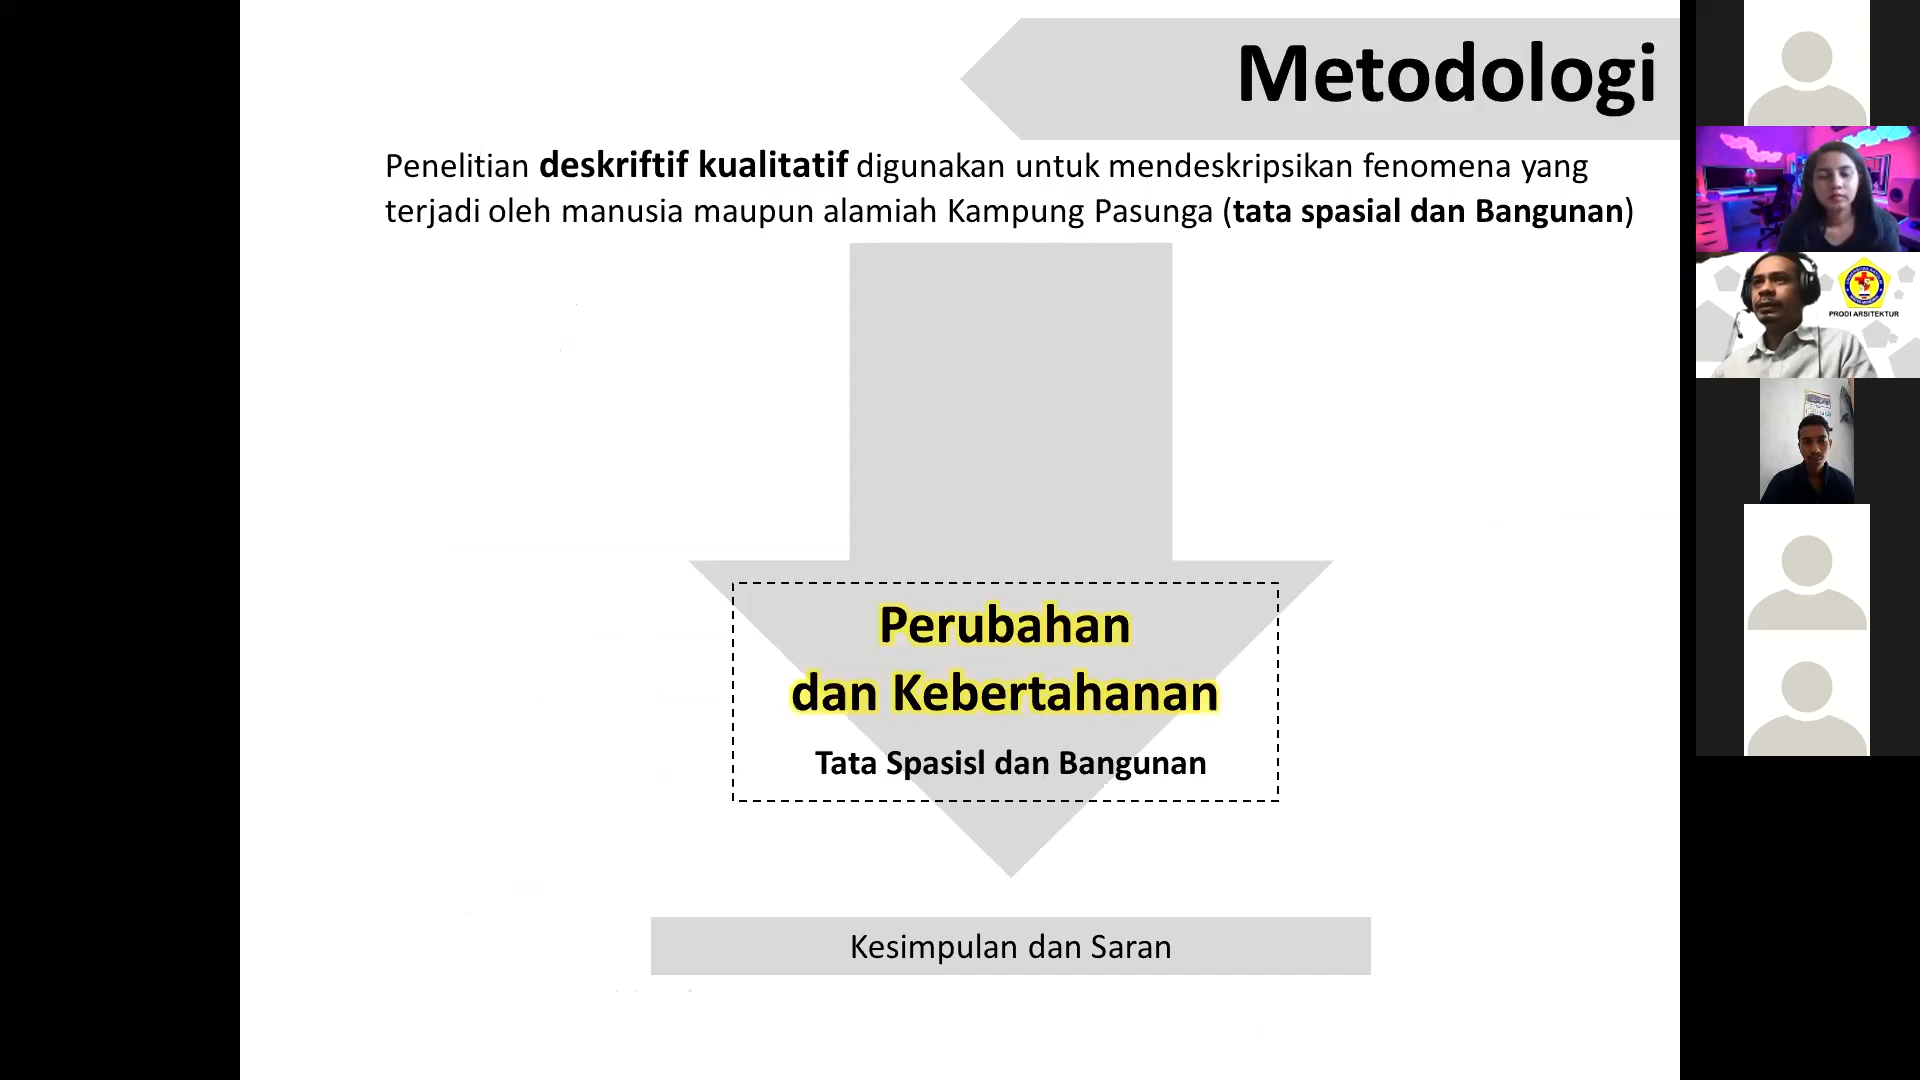 Metodologi
Penelitian deskriftif kualitatif digunakan untuk mendeskripsikan fenomena yang
terjadi oleh manusia maupun alamiah Kampung Pasunga (tata spasial dan Bangunan)
Perubahan
dan Kebertahanan
Tata Spasisl dan Bangunan
Kesimpulan dan Saran
PRODI ARSITEKTUR